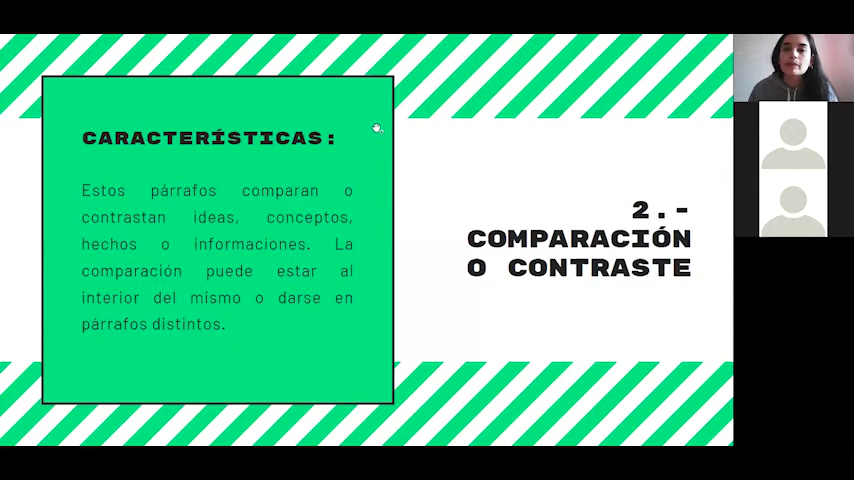 CARACTERÍSTICAS:
Estos párrafos comparan o
contrastan ideas, conceptos,
hechos o informaciones. La
comparación puede estar al
interior del mismo o darse en
párrafos distintos.
2.-
COMPARACIÓN
O CONTRASTE